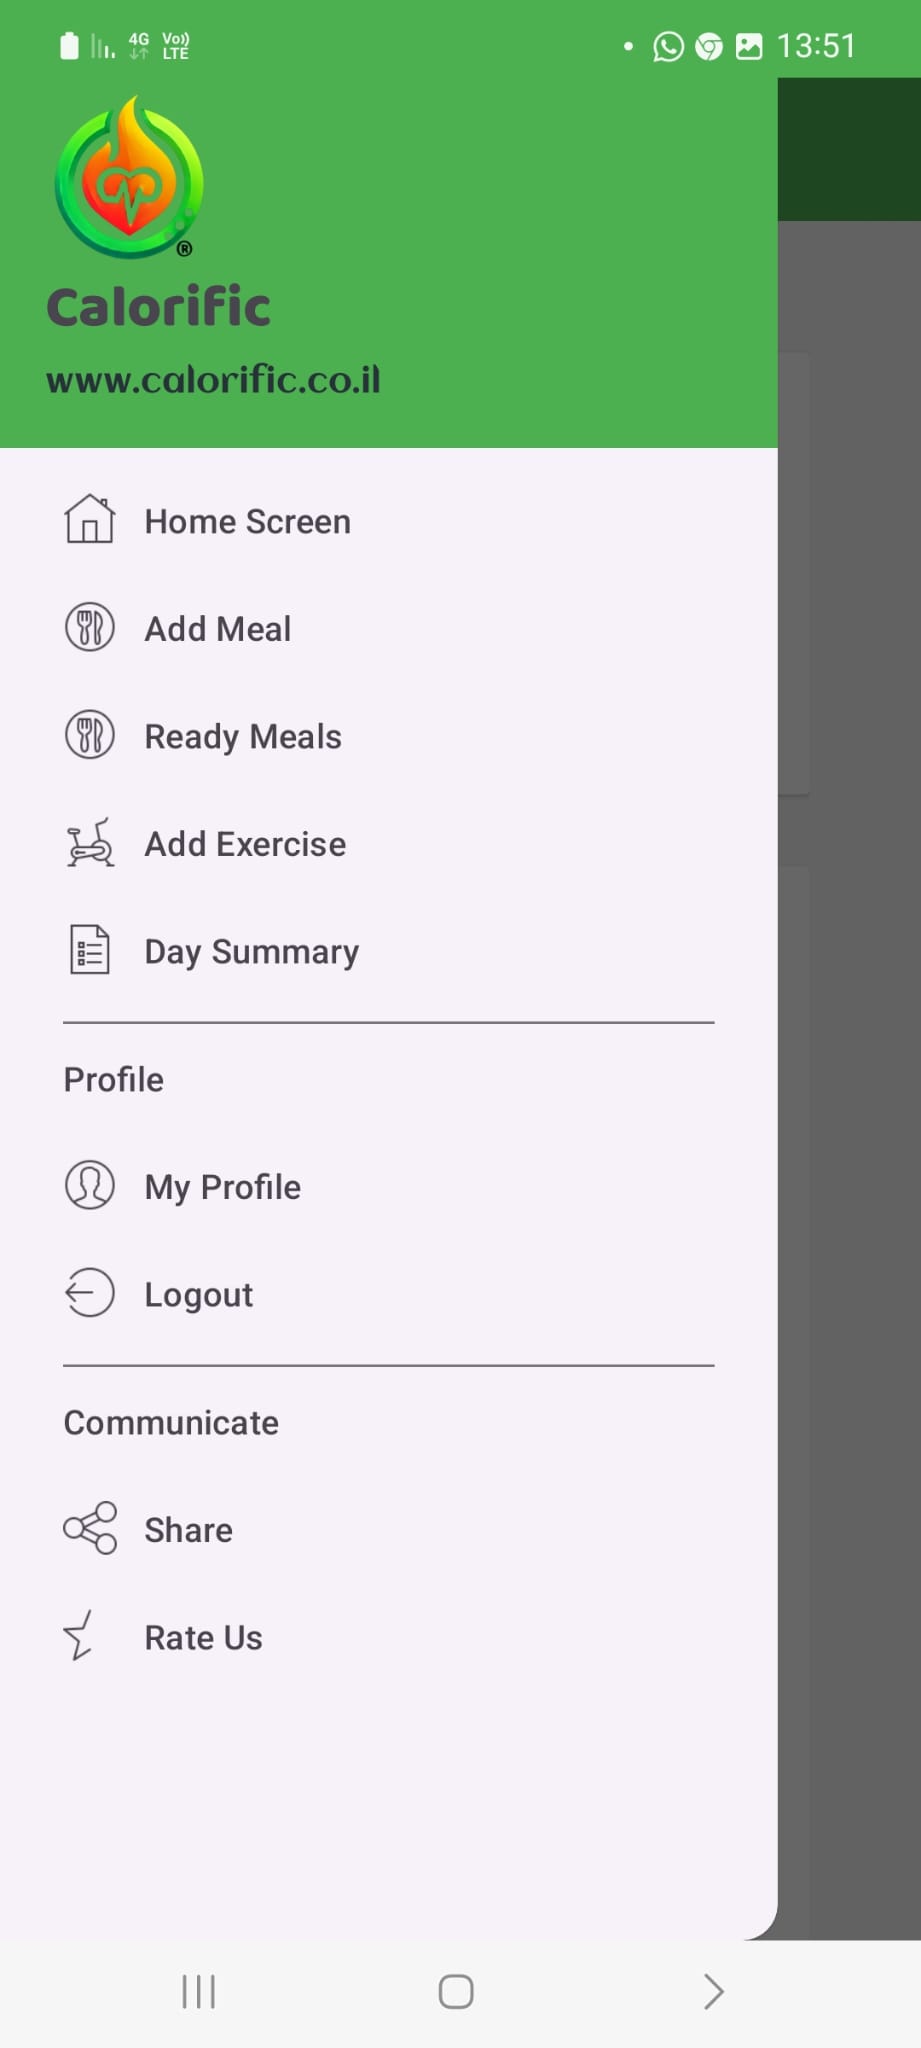 4G
Vo))
LTE
13:51
®
Calorific
www.calorific.co.il
Home Screen
Add Meal
Ready Meals
Add Exercise
Day Summary
Profile
My Profile
Logout
Communicate
Share
Rate Us